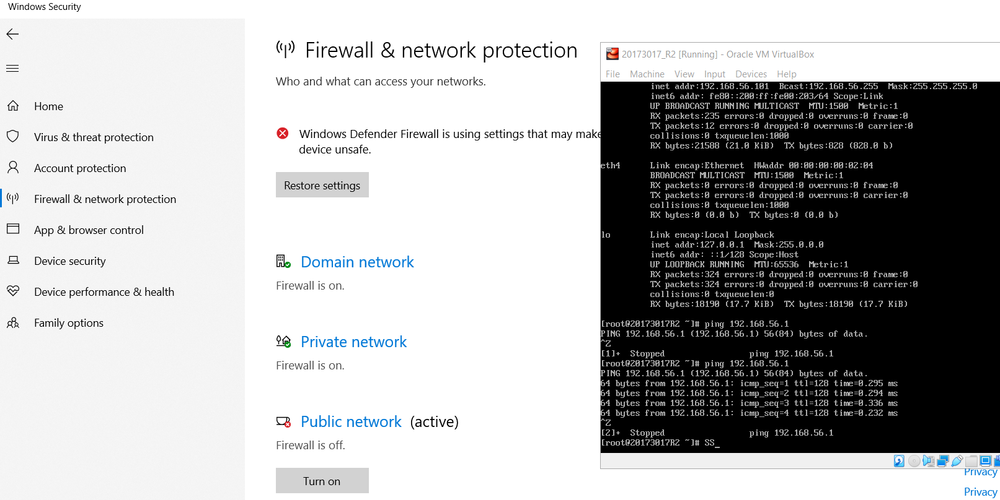 Windows Security
Home
Virus & threat protection
Account protection
Firewall & network protection
App & browser control
Device security
Device performance & health
Family options
Firewall & network protection
Who and what can access your networks.
Windows Defender Firewall is using settings that may make
device unsafe.
Restore settings
Domain network
Firewall is on.
Private network
Firewall is on.
Public network (active)
Firewall is off.
Turn on
20173017_R2 [Running] - Oracle VM VirtualBox
File Machine View Input Devices Help
inet addr:192.168.56.101 Bcast:192.168.56.255 Mask:255.255.255.0
inet6 addr: fe80::200:ff:fe00:203/64 Scope:Link
UP BROADCAST RUNNING MULTICAST MTU:1500 Metric:1
RX packets:235 errors:0 dropped:0 overruns:0 frame:0
TX packets:12 errors:0 dropped:0 overruns:0 carrier:0
collisions:0 txqueuelen:1000
RX bytes:21588 (21.0 KiB) TX bytes:828 (828.0 b)
eth4 Link encap:Ethernet HWaddr 00:00:00:00:02:04
BROADCAST MULTICAST MTU:1500 Metric:1
RX packets:0 errors:0 dropped:0 overruns:0 frame:0
TX packets:0 errors:0 dropped:0 overruns:0 carrier:0
collisions:0 txqueuelen:1000
RX bytes:0 (0.0 b) TX bytes:0 (0.0 b)
lo Link encap:Local Loopback
inet addr:127.0.0.1 Mask:255.0.0.0
inet6 addr: ::1/128 Scope:Host
UP LOOPBACK RUNNING MTU:65536 Metric:1
RX packets:324 errors:0 dropped:0 overruns:0 frame:0
TX packets:324 errors:0 dropped:0 overruns:0 carrier:0
collisions:0 txqueuelen:0
RX bytes:18190 (17.7 KiB) TX bytes:18190 (17.7 KiB)
[root@20173017R2 ~]# ping 192.168.56.1
PING 192.168.56.1 (192.168.56.1) 56(84) bytes of data.
^Z
[1]+ Stopped ping 192.168.56.1
[root@20173017R2 ~]# ping 192.168.56.1
PING 192.168.56.1 (192.168.56.1) 56(84) bytes of data.
64 bytes from 192.168.56.1: icmp_seq=1 ttl=128 time=0.295 ms
64 bytes from 192.168.56.1: icmp_seq=2 ttl=128 time=0.294 ms
64 bytes from 192.168.56.1: icmp_seq=3 ttl=128 time=0.336 ms
64 bytes from 192.168.56.1: icmp_seq=4 ttl=128 time=0.232 ms
^Z
[2]+ Stopped ping 192.168.56.1
[root@20173017R2 ~]# SS_
Privacy
Privacy